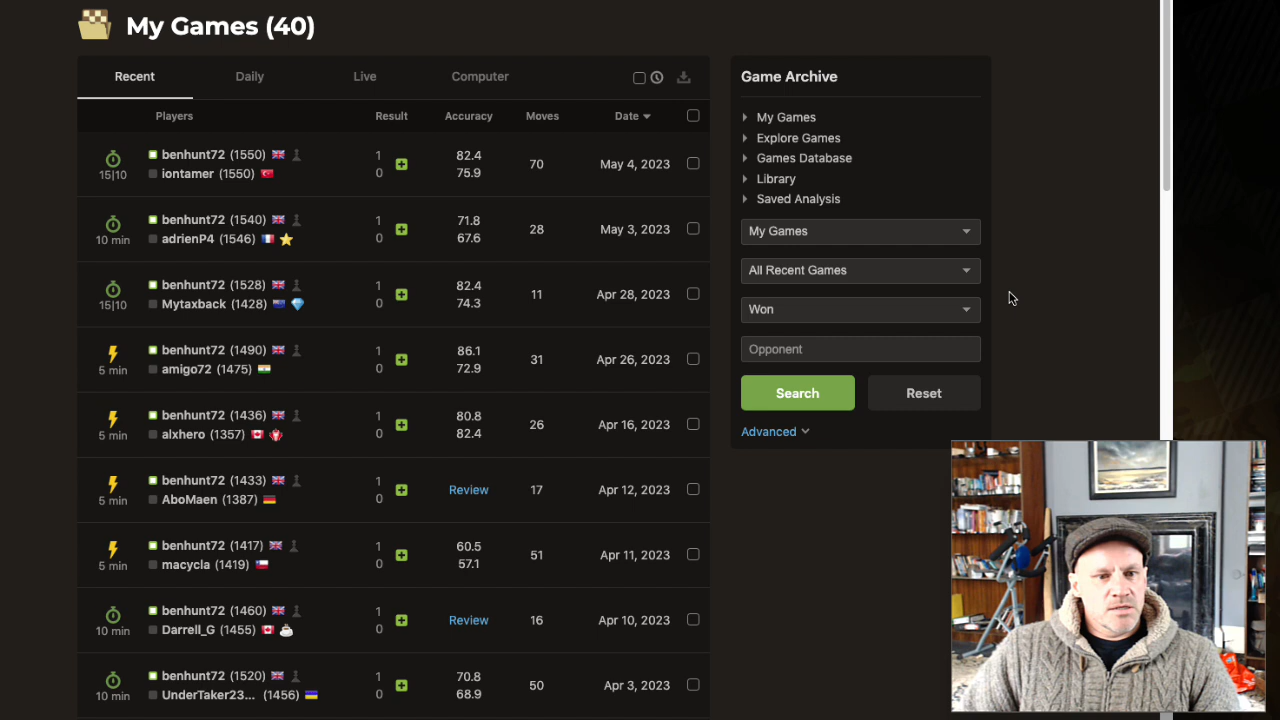 My Games (40)
Recent Daily Live Computer
Players Result Accuracy Moves Date
15|10 benhunt72 (1550) 1 82.4 70 May 4, 2023
iontamer (1550) 0 75.9
10 min benhunt72 (1540) 1 71.8 28 May 3, 2023
adrienP4 (1546) 0 67.6
15|10 benhunt72 (1528) 1 82.4 11 Apr 28, 2023
Mytaxback (1428) 0 74.3
5 min benhunt72 (1490) 1 86.1 31 Apr 26, 2023
amigo72 (1475) 0 72.9
5 min benhunt72 (1436) 1 80.8 26 Apr 16, 2023
alxhero (1357) 0 82.4
5 min benhunt72 (1433) 1 Review 17 Apr 12, 2023
AboMaen (1387) 0
5 min benhunt72 (1417) 1 60.5 51 Apr 11, 2023
macycla (1419) 0 57.1
10 min benhunt72 (1460) 1 Review 16 Apr 10, 2023
Darrell_G (1455) 0
10 min benhunt72 (1520) 1 70.8 50 Apr 3, 2023
UnderTaker23... (1456) 0 68.9
Game Archive
My Games
Explore Games
Games Database
Library
Saved Analysis
My Games
All Recent Games
Won
Opponent
Search Reset
Advanced